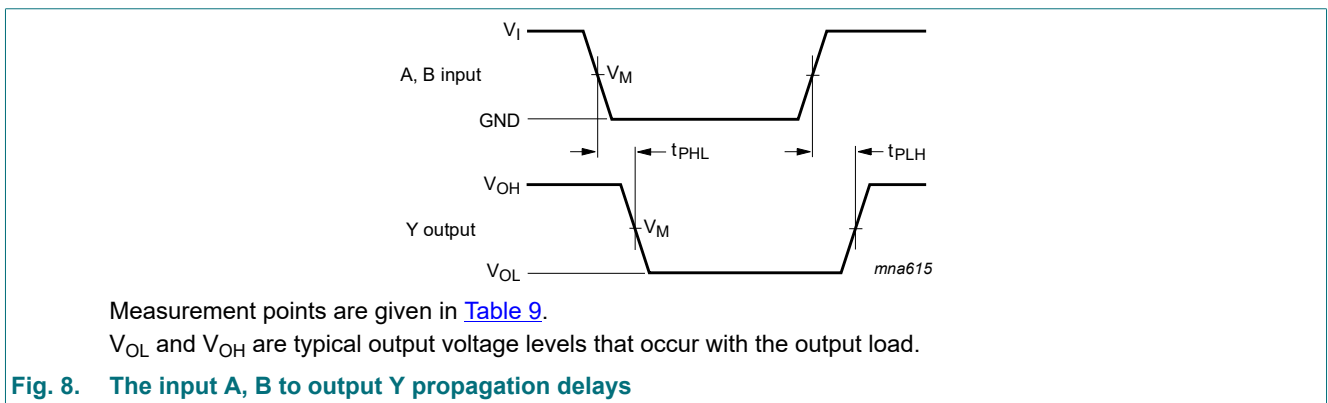 V_I
A, B input
V_M
GND
t_PHL
t_PLH
V_OH
Y output
V_M
V_OL
mna615
Measurement points are given in Table 9.
V_OL and V_OH are typical output voltage levels that occur with the output load.
Fig. 8. The input A, B to output Y propagation delays